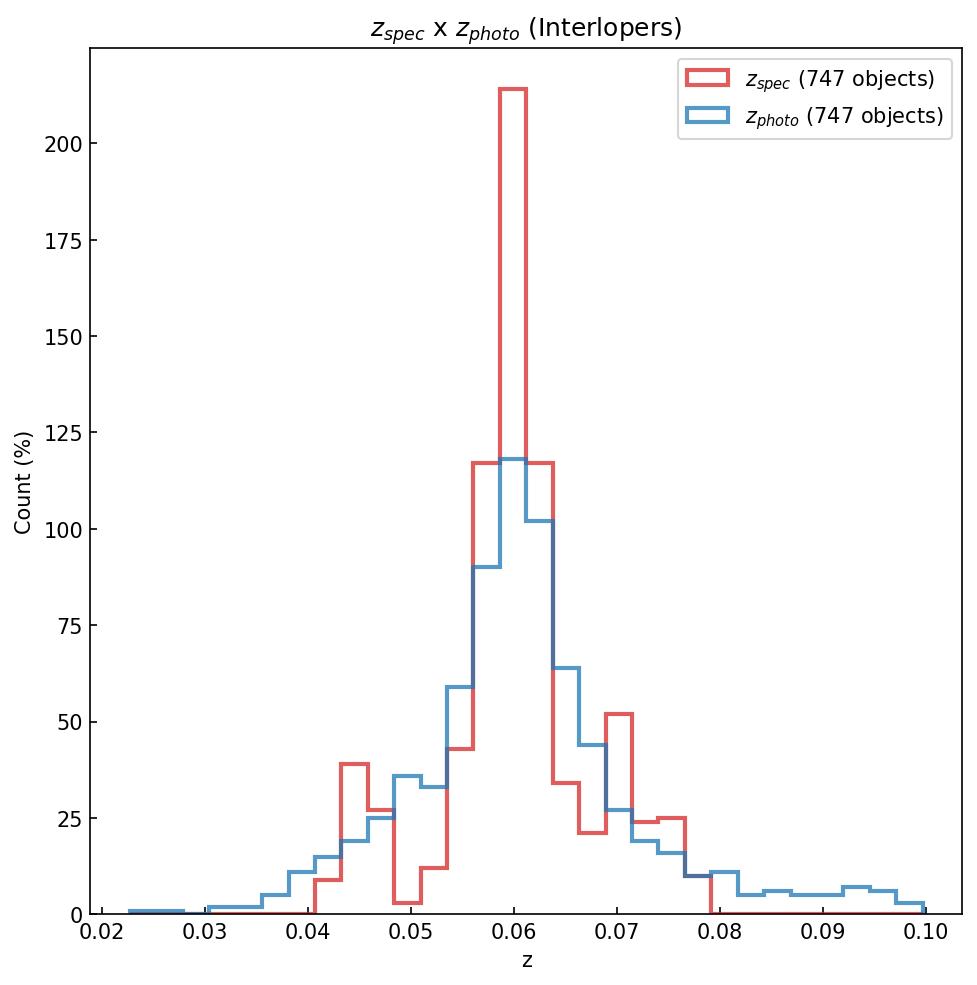 z_spec x z_photo (Interlopers)
z_spec (747 objects)
z_photo (747 objects)
Count (%)
200
175
150
125
100
75
50
25
0
0.02 0.03 0.04 0.05 0.06 0.07 0.08 0.09 0.10
z